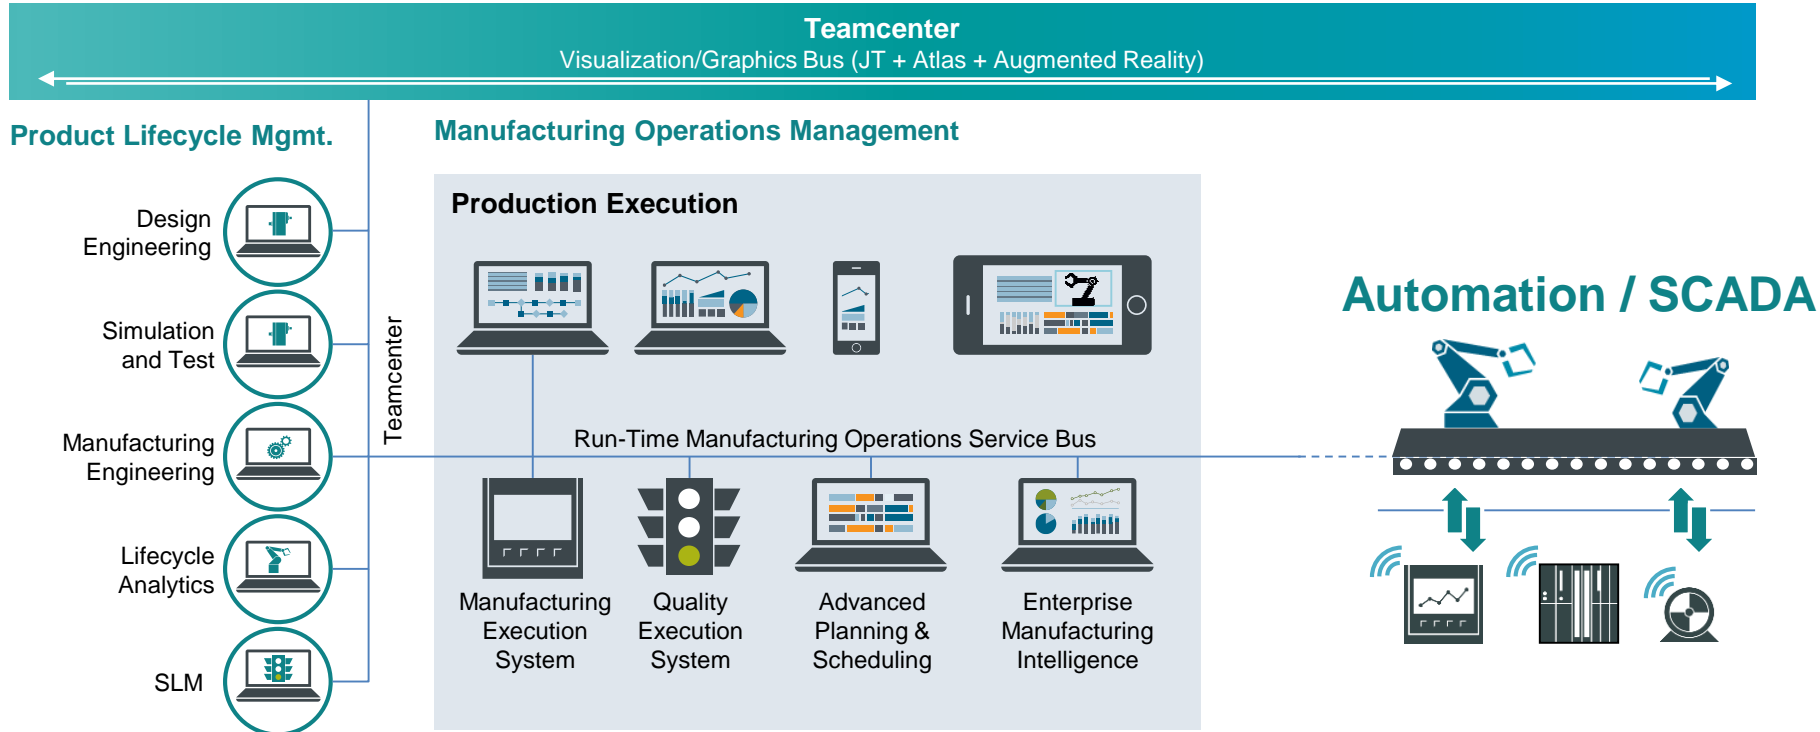 Teamcenter
Visualization/Graphics Bus (JT + Atlas + Augmented Reality)
Product Lifecycle Mgmt.
Design
Engineering
Simulation
and Test
Manufacturing
Engineering
Lifecycle
Analytics
SLM
Teamcenter
Manufacturing Operations Management
Production Execution
Run-Time Manufacturing Operations Service Bus
Manufacturing
Execution
System
Quality
Execution
System
Advanced
Planning &
Scheduling
Enterprise
Manufacturing
Intelligence
Automation / SCADA